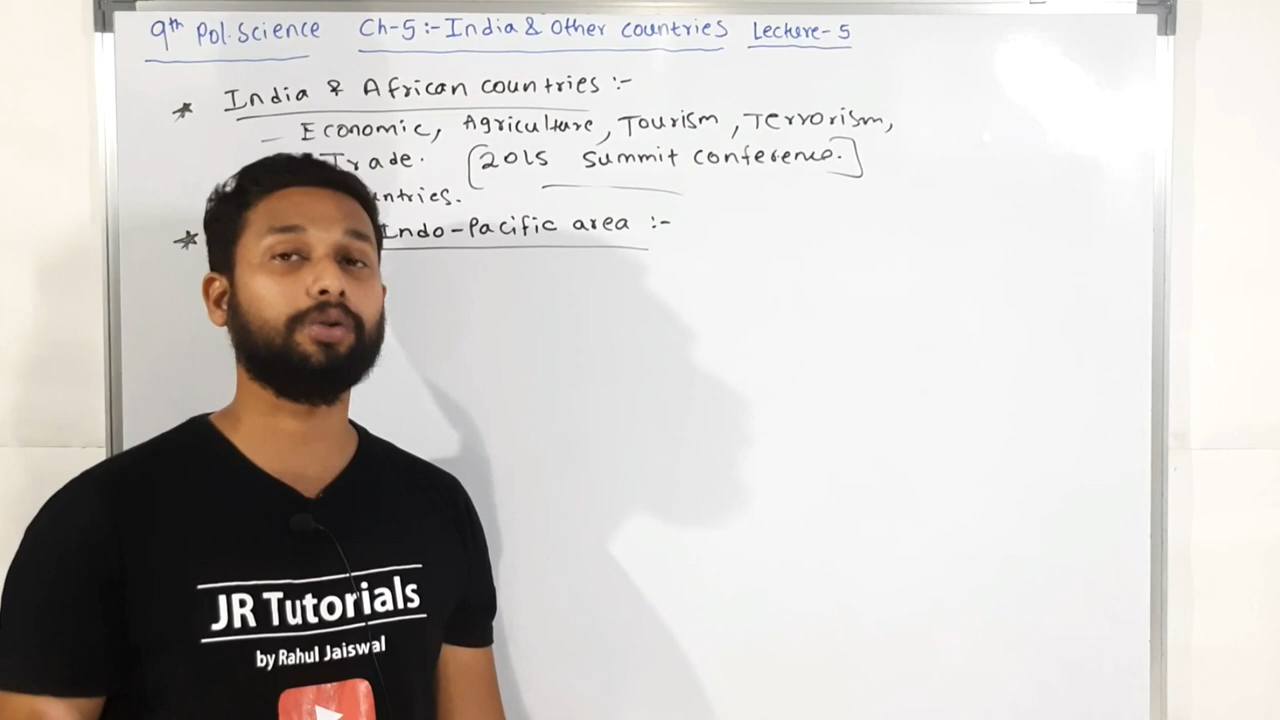 9th Pol. Science Ch-5:- India & Other countries Lecture-5
* India & African countries :-
- Economic, Agriculture, Tourism, Terrorism,
Trade. [2015 summit conference.]
* Indo-Pacific area :-
JR Tutorials
by Rahul Jaiswal